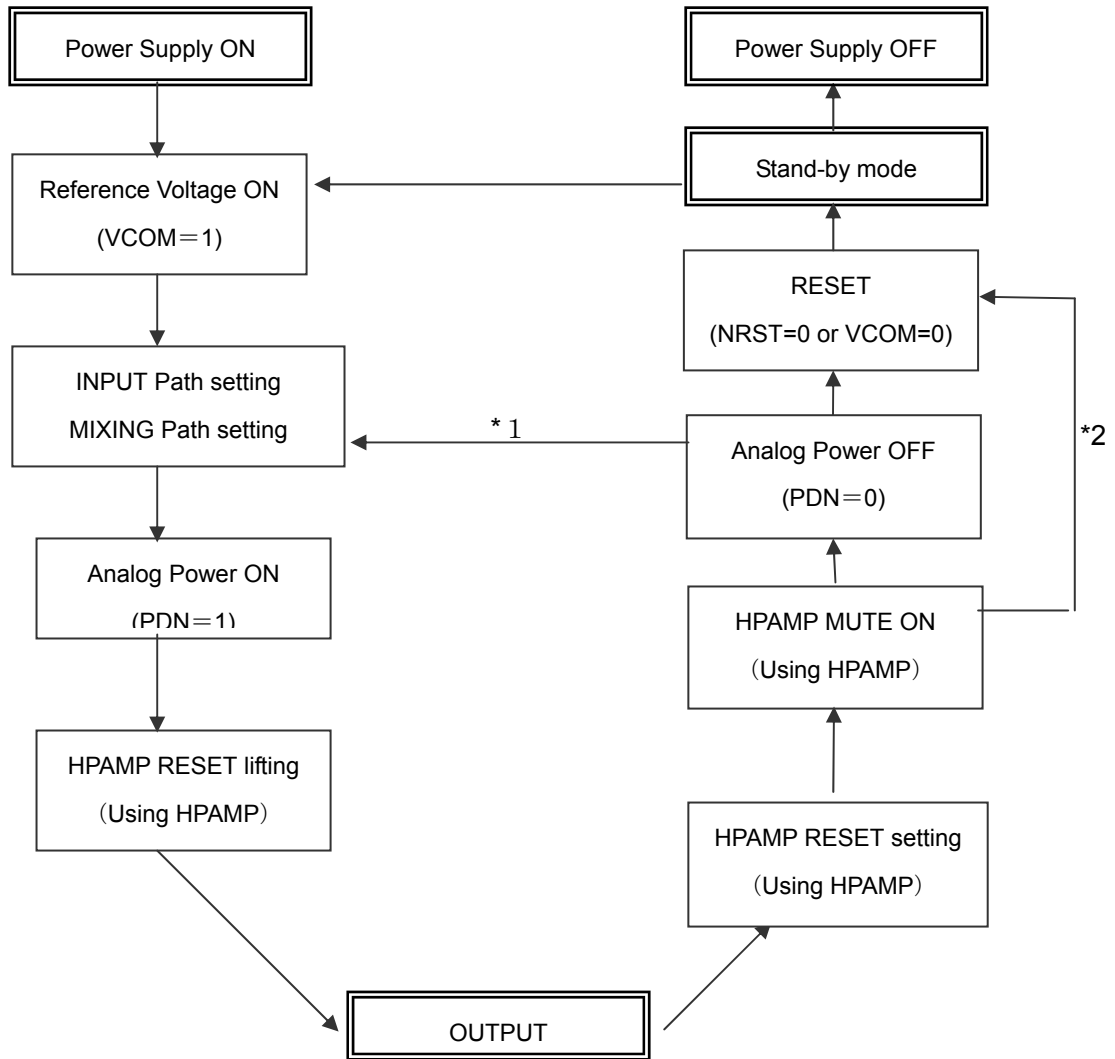 Power Supply ON
Reference Voltage ON
(VCOM＝1)
INPUT Path setting
MIXING Path setting
Analog Power ON
(PDN＝1)
HPAMP RESET lifting
（Using HPAMP）
OUTPUT
Power Supply OFF
Stand-by mode
RESET
(NRST=0 or VCOM=0)
* 1
Analog Power OFF
(PDN＝0)
*2
HPAMP MUTE ON
（Using HPAMP）
HPAMP RESET setting
（Using HPAMP）